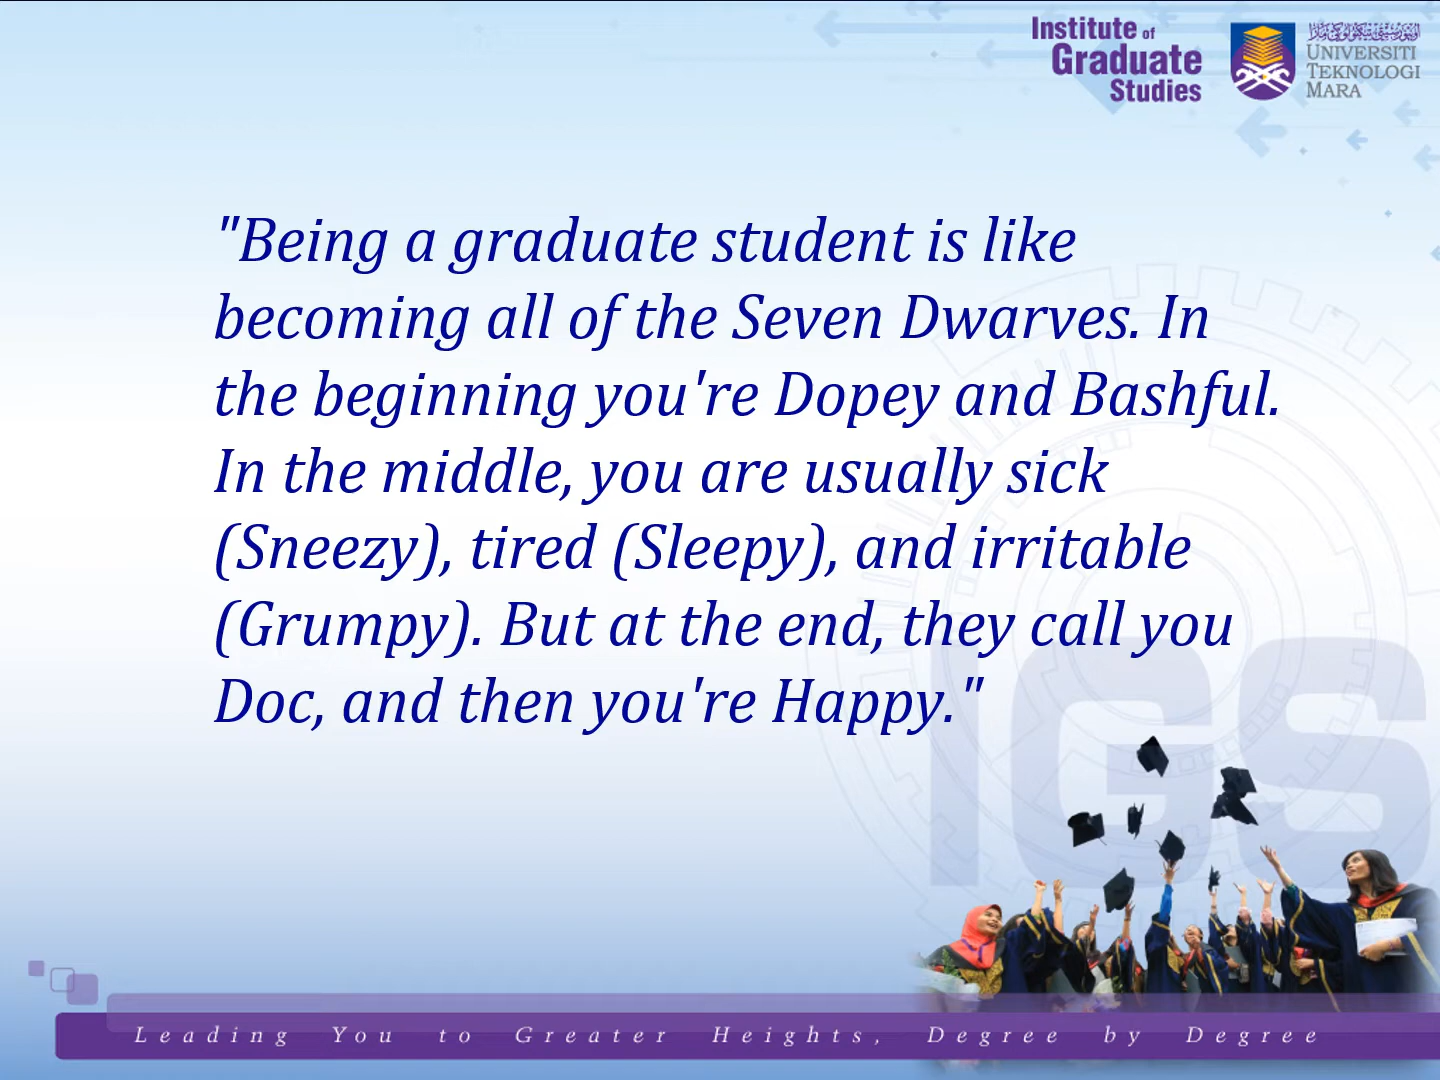 Institute of
Graduate
Studies
UNIVERSITI
TEKNOLOGI
MARA
"Being a graduate student is like
becoming all of the Seven Dwarves. In
the beginning you're Dopey and Bashful.
In the middle, you are usually sick
(Sneezy), tired (Sleepy), and irritable
(Grumpy). But at the end, they call you
Doc, and then you're Happy."
IGS
Leading You to Greater Heights, Degree by Degree